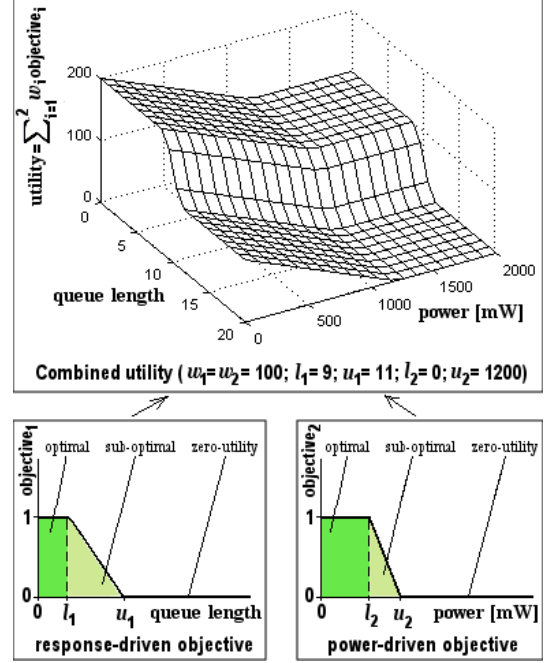 utility = ∑²ᵢ₌₁ wᵢ objectiveᵢ
200
100
0
0
5
10
15
20
queue length
0
500
1000
1500
2000
power [mW]
Combined utility ( w₁= w₂ = 100; l₁= 9; u₁= 11; l₂= 0; u₂= 1200)
objective₁
optimal
sub-optimal
zero-utility
1
0
0
l₁
u₁
queue length
response-driven objective
objective₂
optimal
sub-optimal
zero-utility
1
0
0
l₂
u₂
power [mW]
power-driven objective